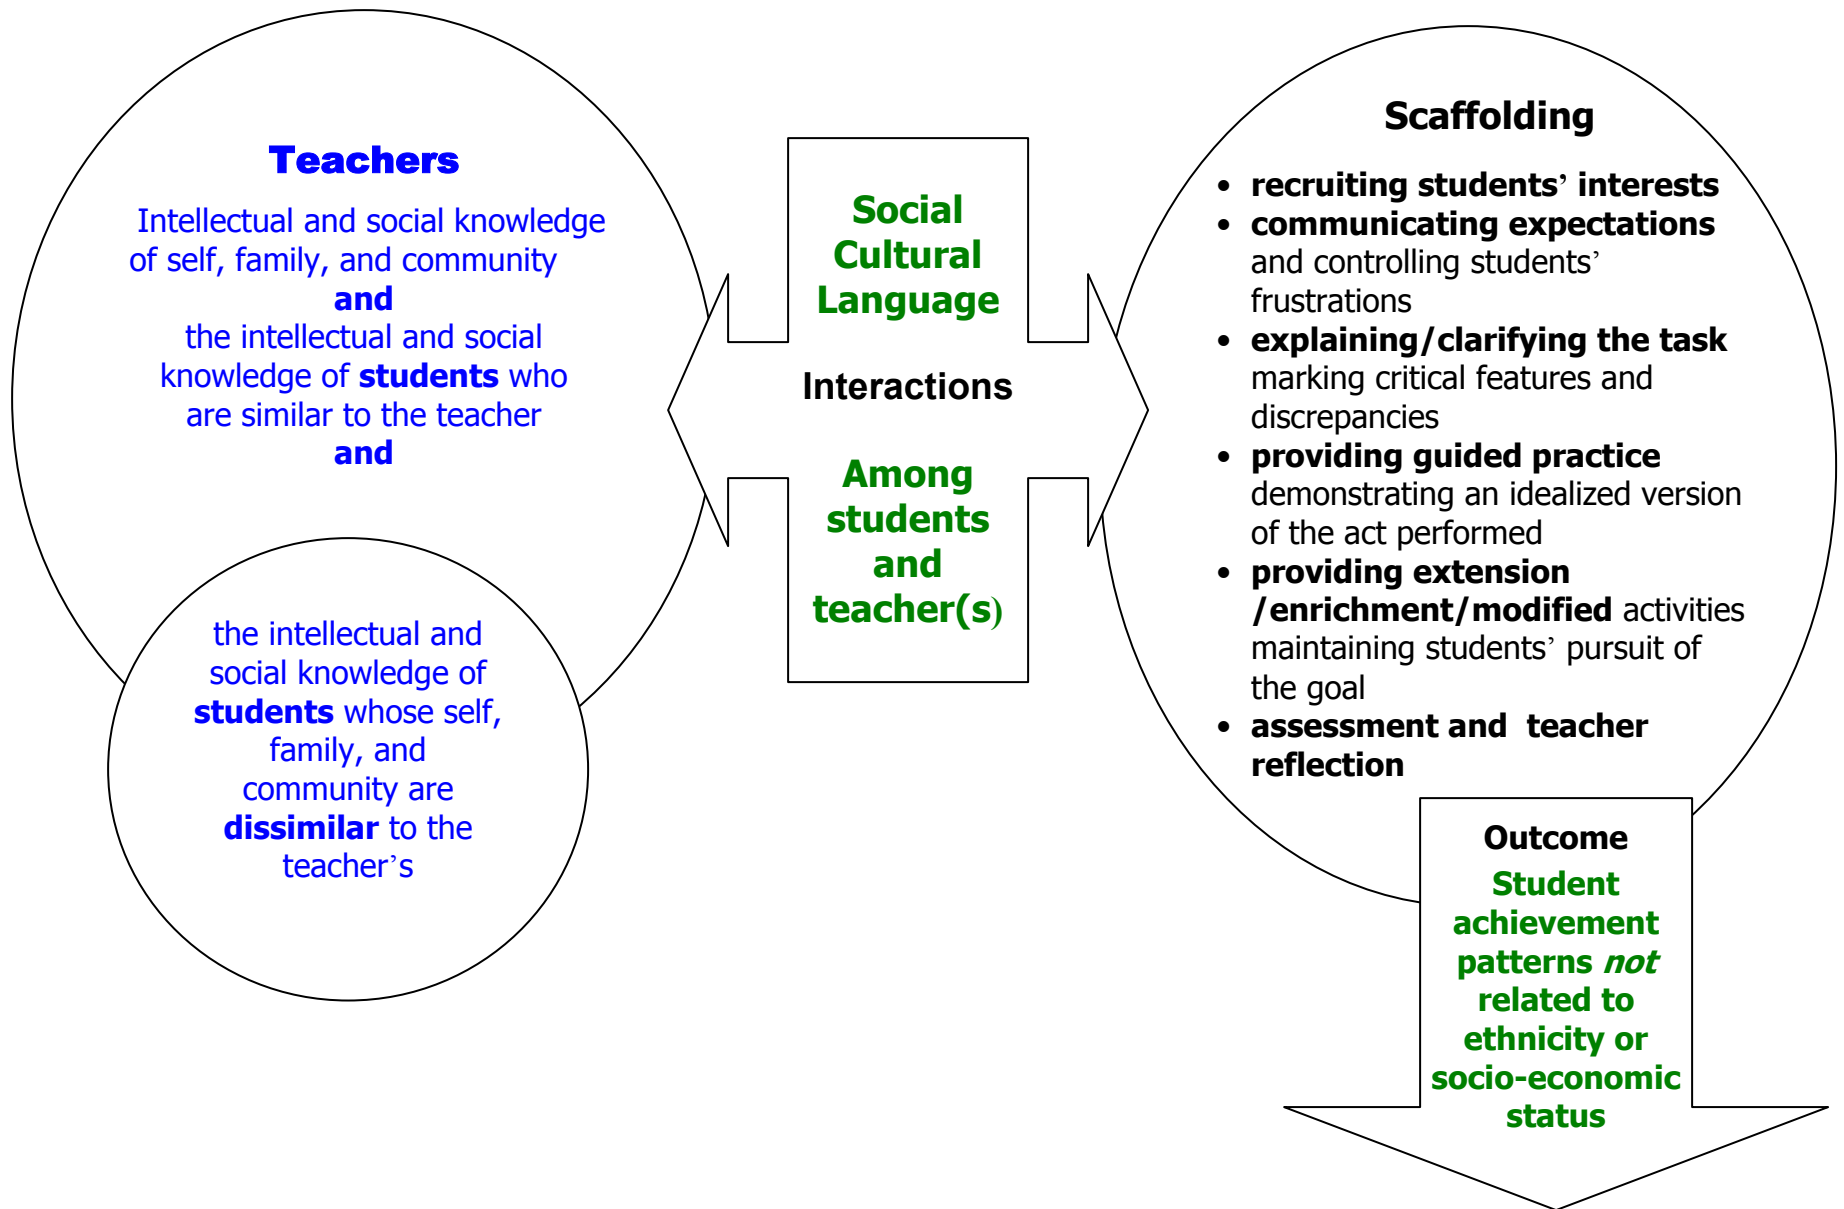 Teachers
Intellectual and social knowledge
of self, family, and community
and
the intellectual and social
knowledge of students who
are similar to the teacher
and
the intellectual and
social knowledge of
students whose self,
family, and
community are
dissimilar to the
teacher’s
Social
Cultural
Language
Interactions
Among
students
and
teacher(s)
Scaffolding
• recruiting students’ interests
• communicating expectations
and controlling students’
frustrations
• explaining/clarifying the task
marking critical features and
discrepancies
• providing guided practice
demonstrating an idealized version
of the act performed
• providing extension
/enrichment/modified activities
maintaining students’ pursuit of
the goal
• assessment and teacher
reflection
Outcome
Student
achievement
patterns not
related to
ethnicity or
socio-economic
status